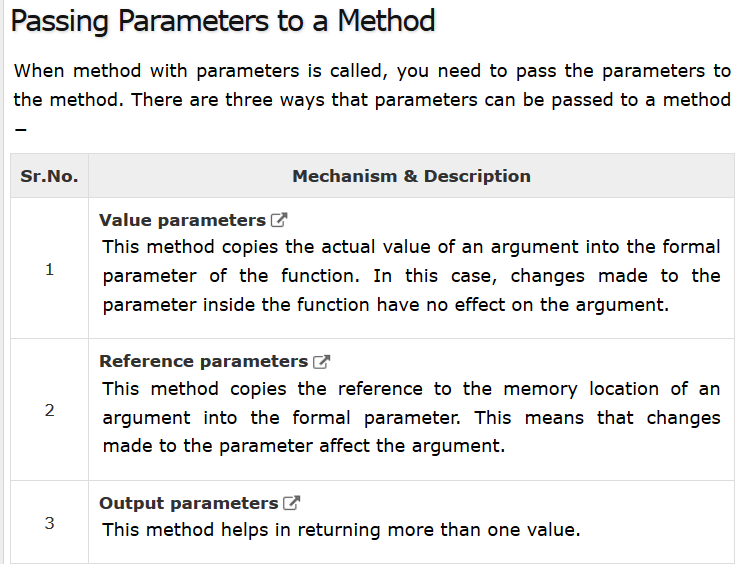 Passing Parameters to a Method
When method with parameters is called, you need to pass the parameters to
the method. There are three ways that parameters can be passed to a method
−
Sr.No. Mechanism & Description
Value parameters
This method copies the actual value of an argument into the formal
1
parameter of the function. In this case, changes made to the
parameter inside the function have no effect on the argument.
Reference parameters
This method copies the reference to the memory location of an
2
argument into the formal parameter. This means that changes
made to the parameter affect the argument.
Output parameters
3
This method helps in returning more than one value.